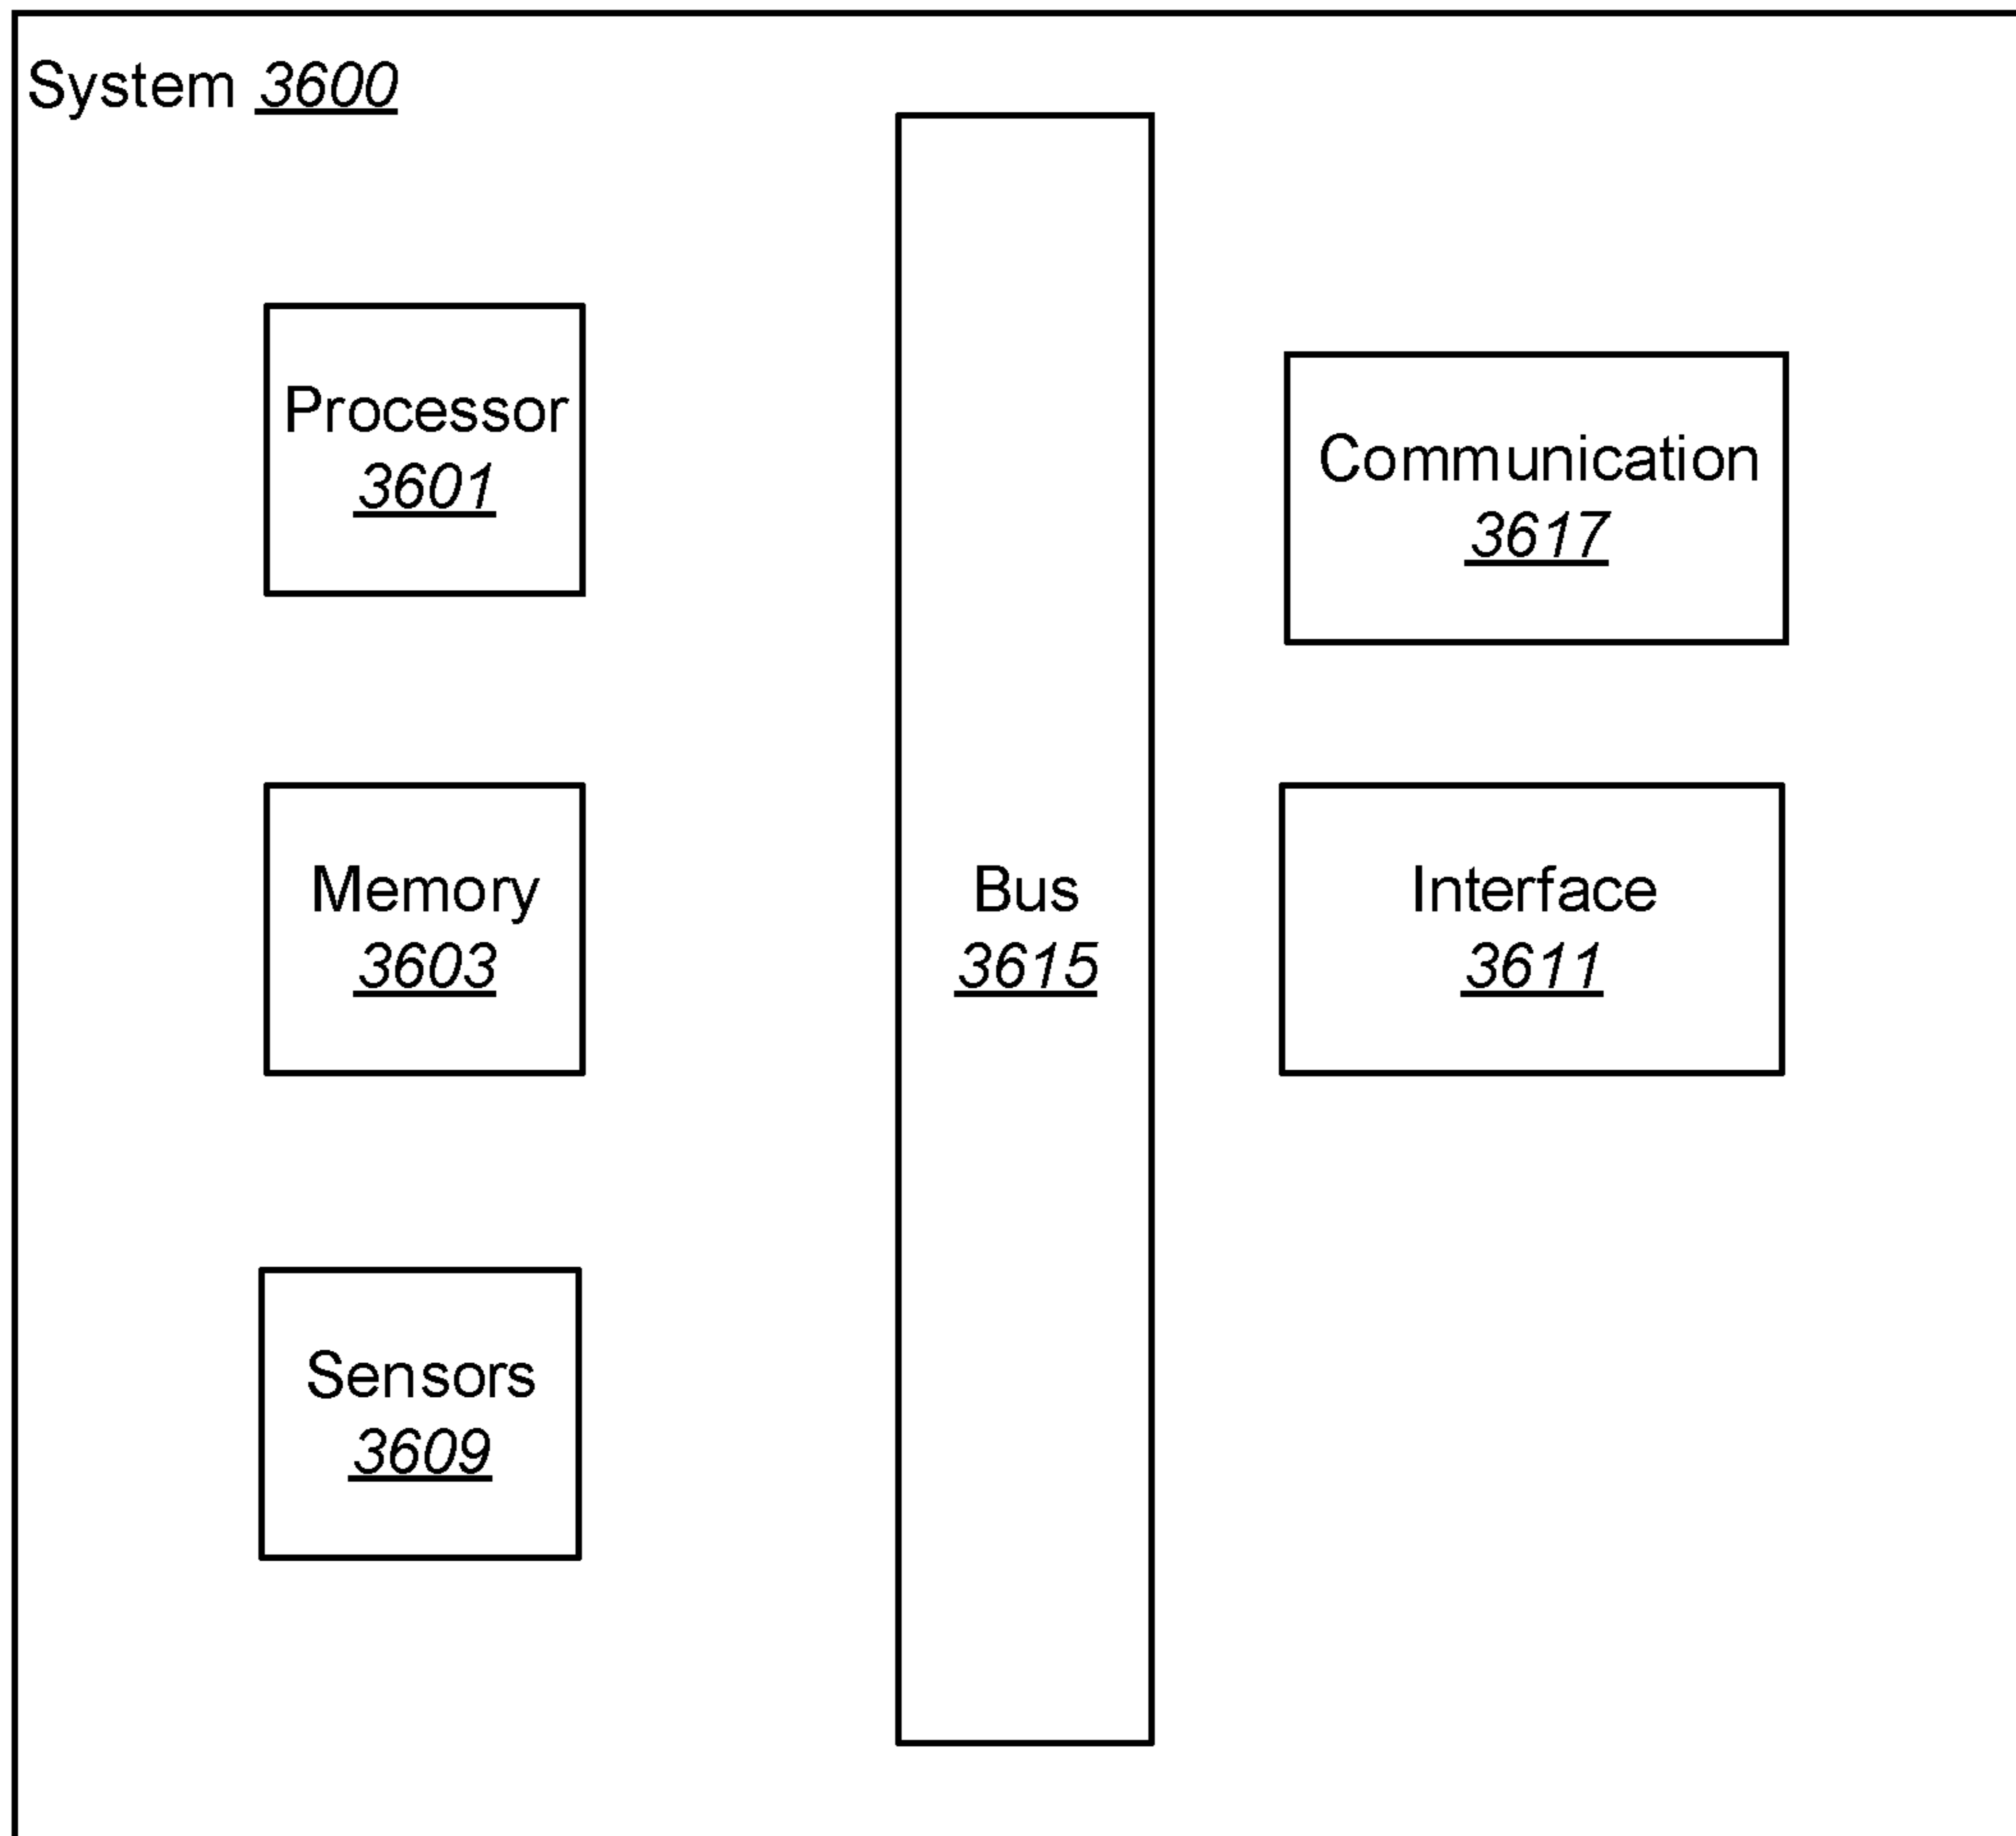 System 3600
Processor
3601
Communication
3617
Memory
3603
Bus
3615
Interface
3611
Sensors
3609